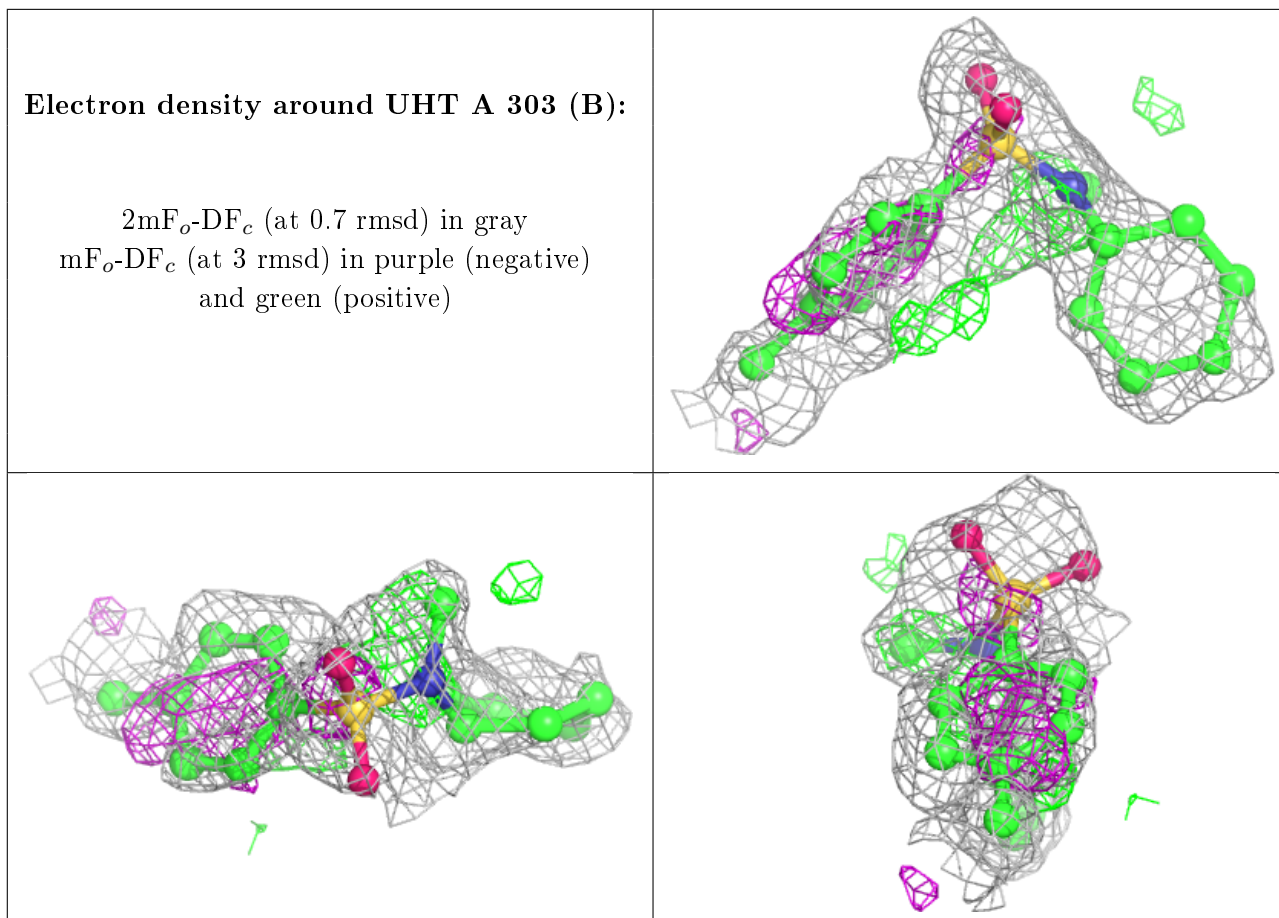 Electron density around UHT A 303 (B):
2mFo-DFc (at 0.7 rmsd) in gray
mFo-DFc (at 3 rmsd) in purple (negative)
and green (positive)